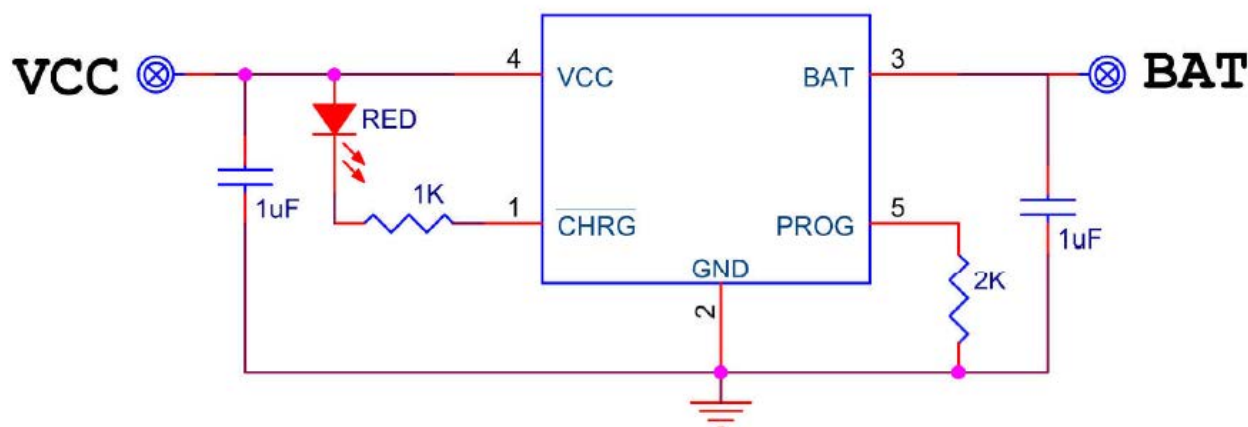 VCC
4
VCC
BAT
3
BAT
RED
1uF
1K
1
CHRG
PROG
5
1uF
GND
2
2K